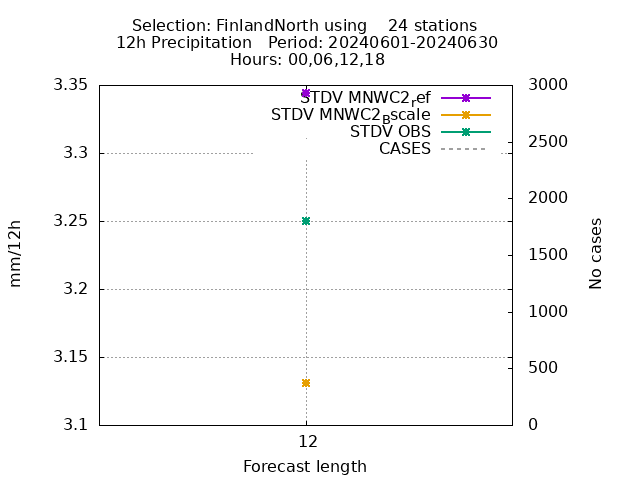 Selection: FinlandNorth using    24 stations
12h Precipitation   Period: 20240601-20240630
Hours: 00,06,12,18
3.35
3.3
3.25
3.2
3.15
3.1
mm/12h
STDV MNWC2ref
STDV MNWC2Bscale
STDV OBS
CASES
3000
2500
2000
1500
1000
500
0
No cases
12
Forecast length